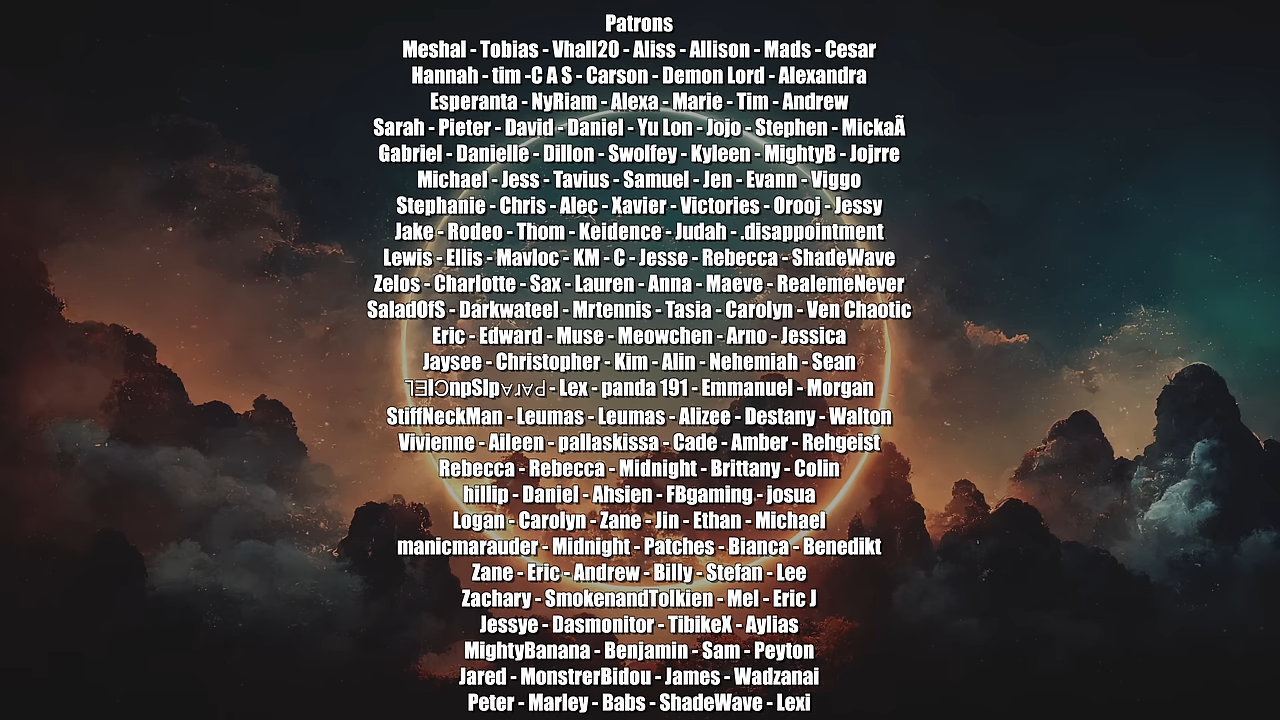 Patrons
Meshal - Tobias - Vhall20 - Aliss - Allison - Mads - Cesar
Hannah - tim -C A S - Carson - Demon Lord - Alexandra
Esperanta - NyRiam - Alexa - Marie - Tim - Andrew
Sarah - Pieter - David - Daniel - Yu Lon - Jojo - Stephen - MickaÃ
Gabriel - Danielle - Dillon - Swolfey - Kyleen - MightyB - Jojrre
Michael - Jess - Tavius - Samuel - Jen - Evann - Viggo
Stephanie - Chris - Alec - Xavier - Victories - Orooj - Jessy
Jake - Rodeo - Thom - Keidence - Judah - .disappointment
Lewis - Ellis - Mavloc - KM - C - Jesse - Rebecca - ShadeWave
Zelos - Charlotte - Sax - Lauren - Anna - Maeve - RealemeNever
SaladOfS - Darkwateel - Mrtennis - Tasia - Carolyn - Ven Chaotic
Eric - Edward - Muse - Meowchen - Arno - Jessica
Jaysee - Christopher - Kim - Alin - Nehemiah - Sean
- Lex - panda 191 - Emmanuel - Morgan
StiffNeckMan - Leumas - Leumas - Alizee - Destany - Walton
Vivienne - Aileen - pallaskissa - Cade - Amber - Rehgeist
Rebecca - Rebecca - Midnight - Brittany - Colin
hillip - Daniel - Ahsien - FBgaming - josua
Logan - Carolyn - Zane - Jin - Ethan - Michael
manicmarauder - Midnight - Patches - Bianca - Benedikt
Zane - Eric - Andrew - Billy - Stefan - Lee
Zachary - SmokenandTolkien - Mel - Eric J
Jessye - Dasmonitor - TibikeX - Aylias
MightyBanana - Benjamin - Sam - Peyton
Jared - MonstrerBidou - James - Wadzanai
Peter - Marley - Babs - ShadeWave - Lexi